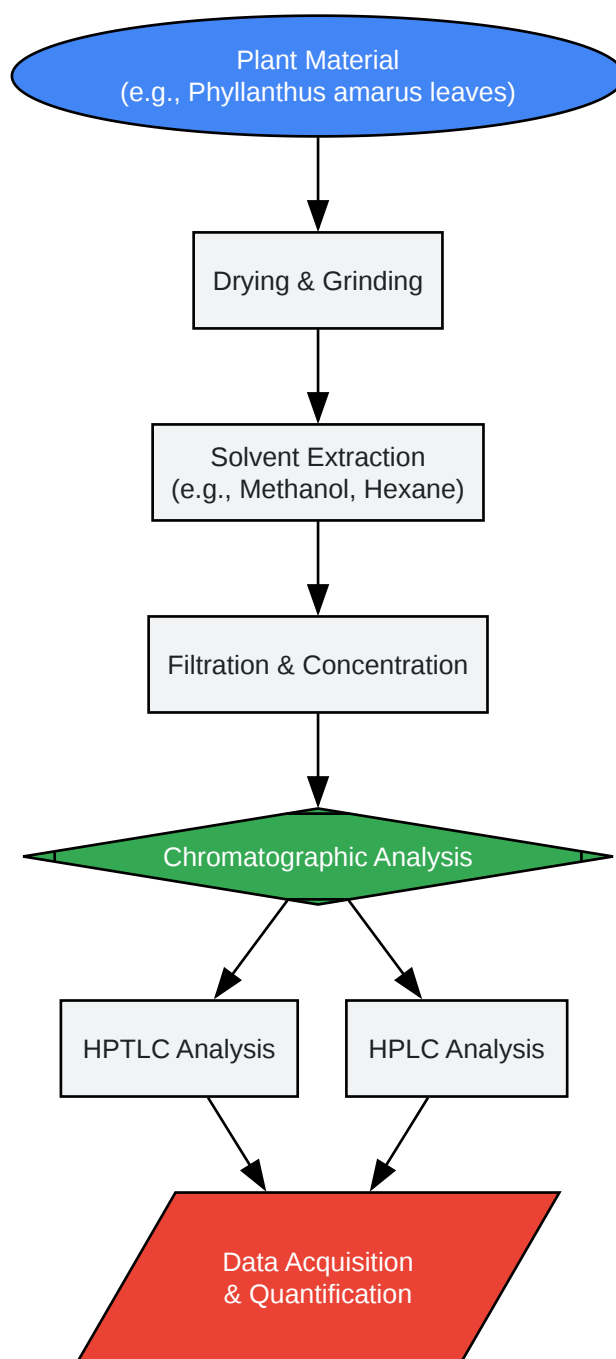 Plant Material
(e.g., Phyllanthus amarus leaves)
Drying & Grinding
Solvent Extraction
(e.g., Methanol, Hexane)
Filtration & Concentration
Chromatographic Analysis
HPTLC Analysis
HPLC Analysis
Data Acquisition
& Quantification